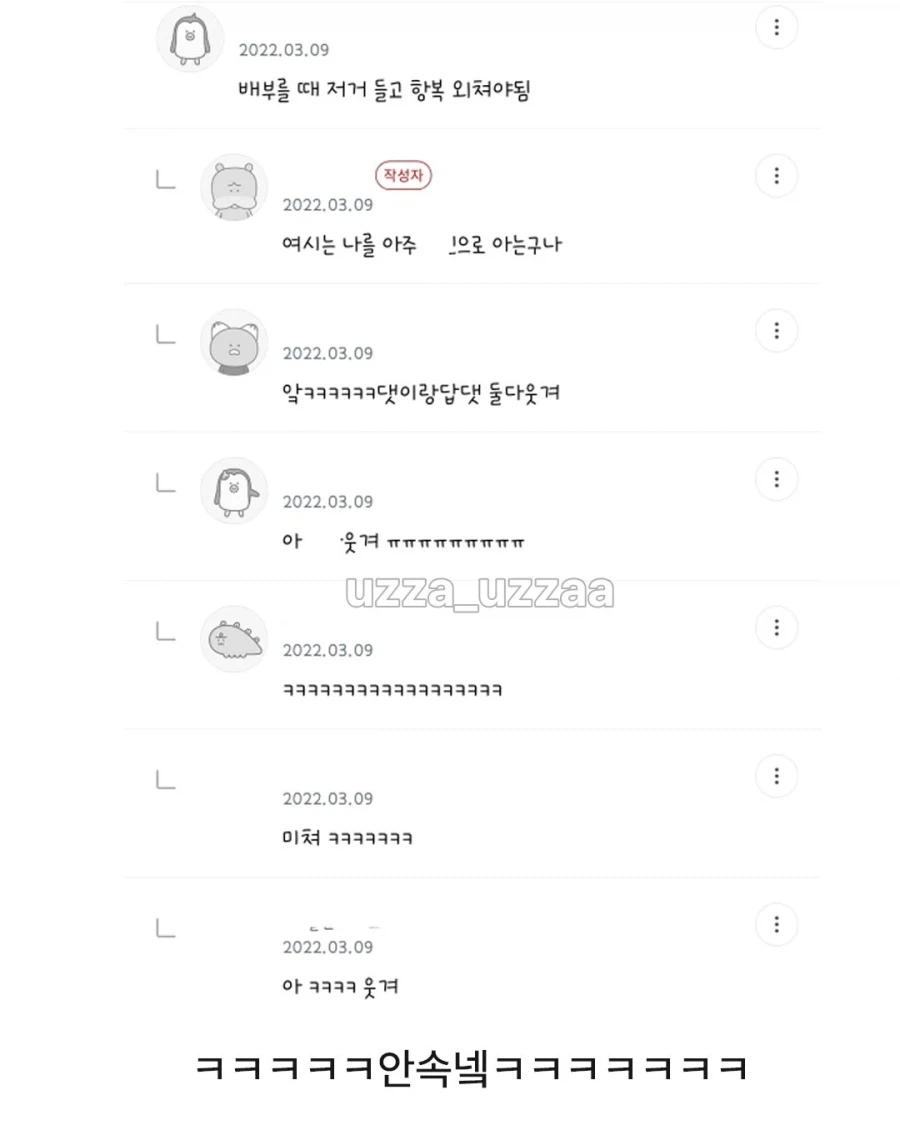 2022.03.09
배부를 때 저거 들고 항복 외쳐야됨
작성자
2022.03.09
여시는 나를 아주 으로 아는구나
2022.03.09
앜ㅋㅋㅋㅋㅋㅋ댓이랑답댓 둘다웃겨
2022.03.09
아 웃겨 ㅠㅠㅠㅠㅠㅠㅠㅠㅠ
uzza_uzzaa
2022.03.09
ㅋㅋㅋㅋㅋㅋㅋㅋㅋㅋㅋㅋㅋㅋㅋㅋㅋㅋ
2022.03.09
미쳐 ㅋㅋㅋㅋㅋㅋㅋ
2022.03.09
아 ㅋㅋㅋㅋ 웃겨
ㅋㅋㅋㅋㅋ안속넼ㅋㅋㅋㅋㅋㅋㅋ